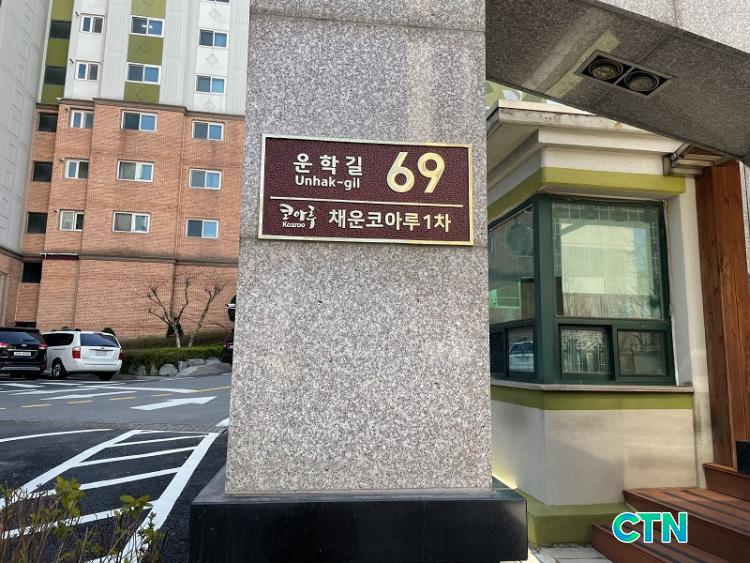 운학길 69
Unhak-gil
코아루 채운코아루1차
Koaroo
CTN